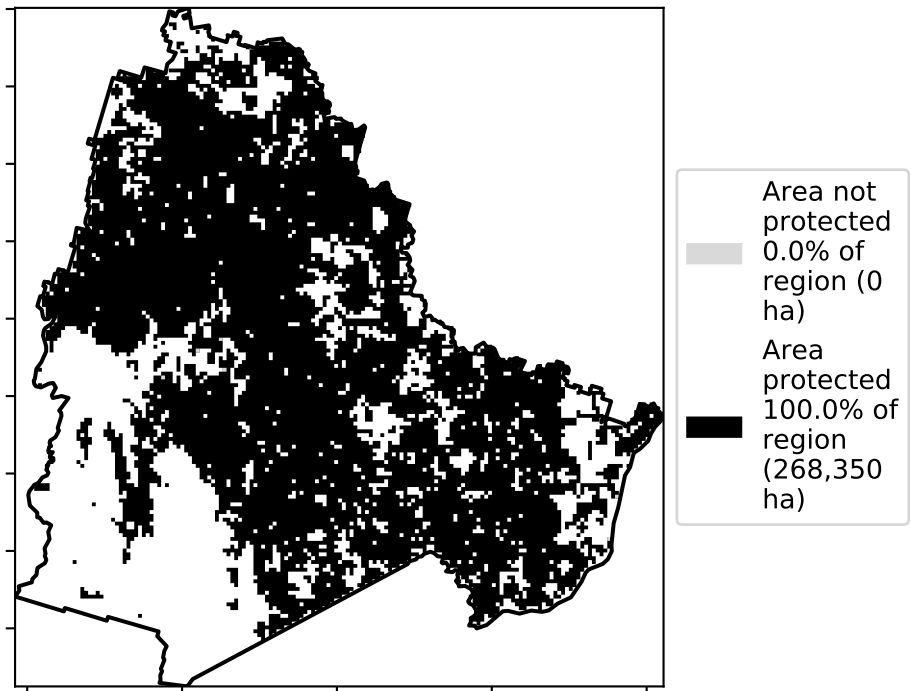 Area not
protected
0.0% of
region (0
ha)
Area
protected
100.0% of
region
(268,350
ha)